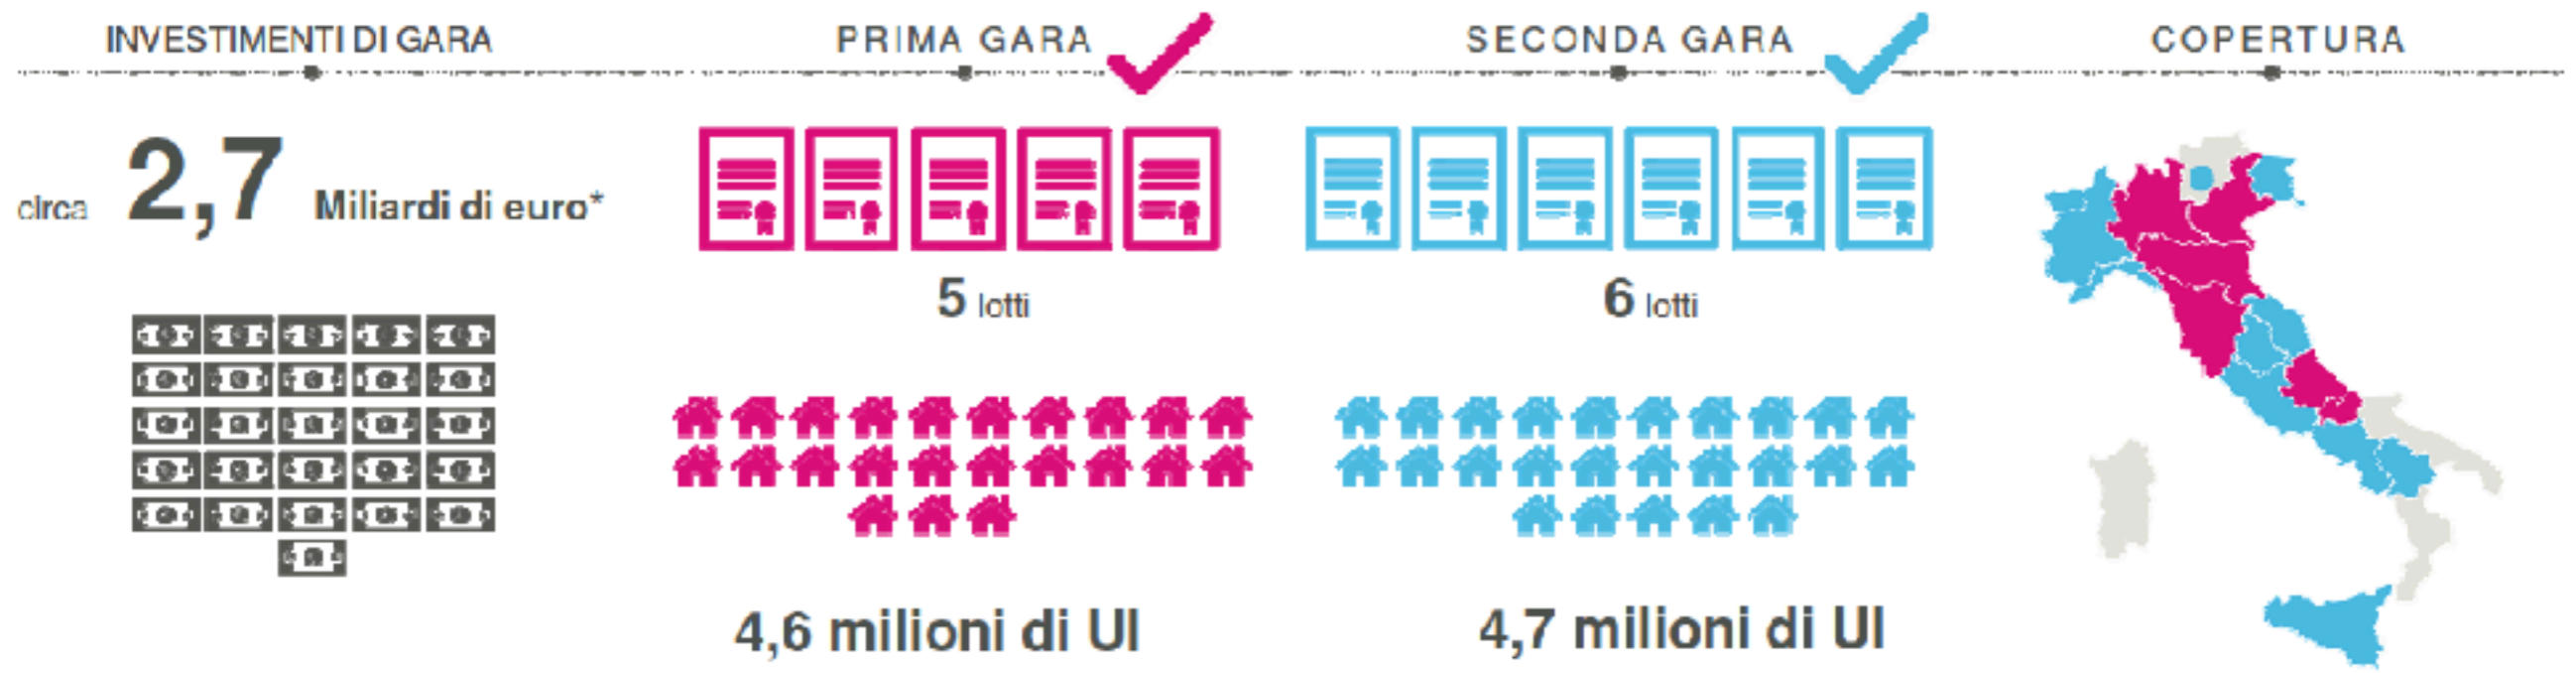 INVESTIMENTI DI GARA
PRIMA GARA
SECONDA GARA
COPERTURA
circa 2,7 Miliardi di euro*
5 lotti
6 lotti
4,6 milioni di UI
4,7 milioni di UI